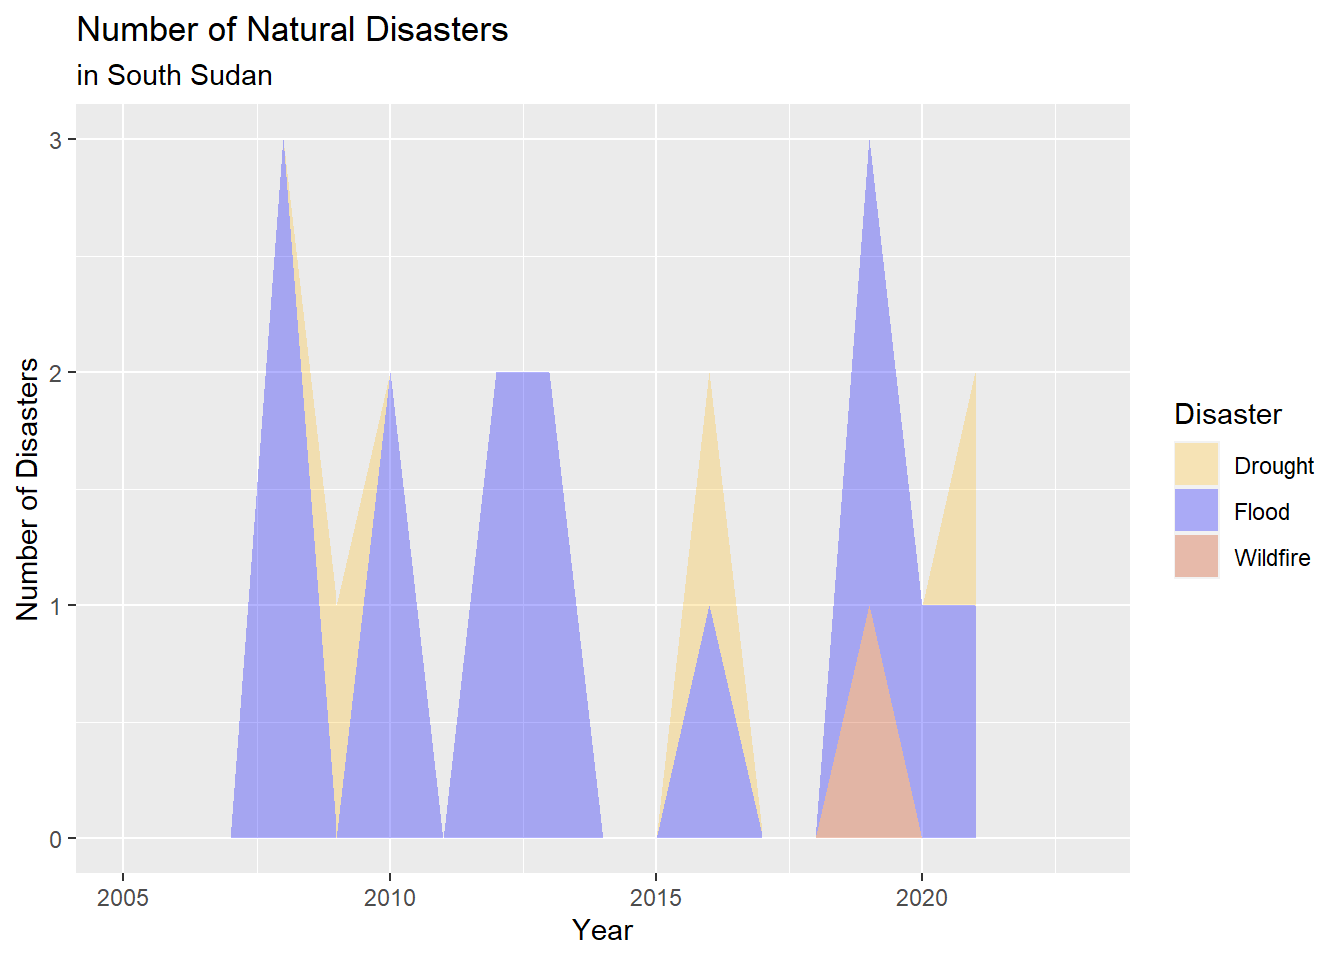 Number of Natural Disasters
in South Sudan
3
2
1
0
Number of Disasters
2005
2010
2015
2020
Year
Disaster
Drought
Flood
Wildfire